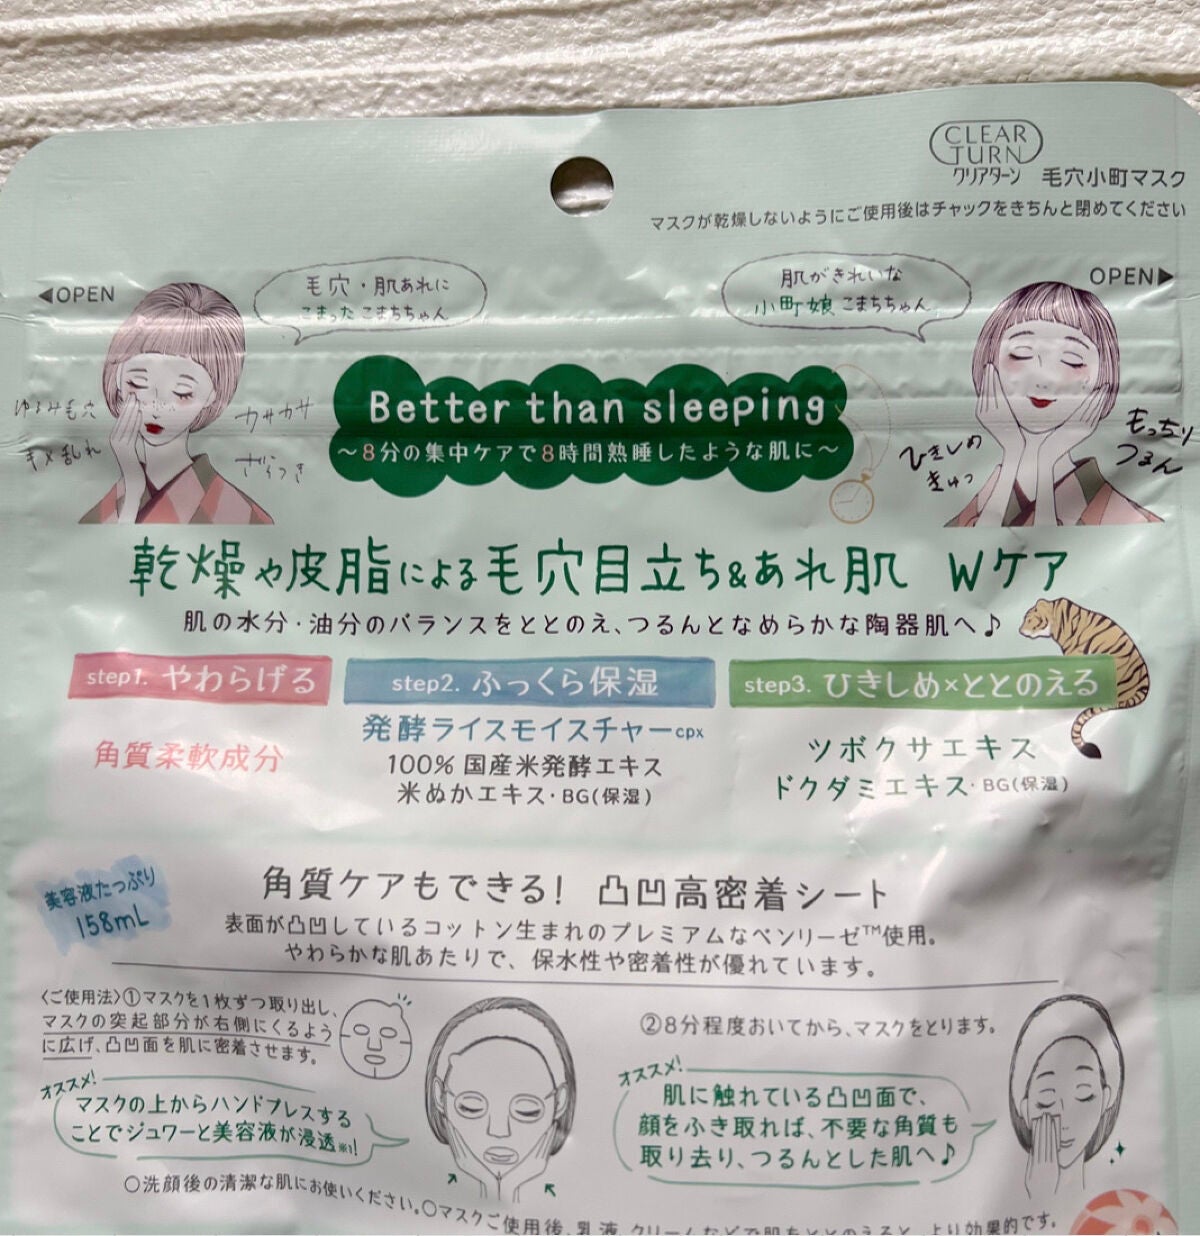 CLEAR
TURN
クリアターン 毛穴小町マスク
マスクが乾燥しないようにご使用後はチャックをきちんと閉めてください
◀OPEN
毛穴・肌あれに
こまった こまちちゃん
肌がきれいな
小町娘 こまちちゃん
OPEN▶
ゆるみ毛穴
キメ乱れ
カサカサ
ざらつき
Better than sleeping
～8分の集中ケアで8時間熟睡したような肌に～
ひきしめ
きゅっ
もっちり
つるん
乾燥や皮脂による毛穴目立ち&あれ肌 Wケア
肌の水分・油分のバランスをととのえ、つるんとなめらかな陶器肌へ♪
step1. やわらげる
角質柔軟成分
step2. ふっくら保湿
発酵ライスモイスチャーcpx
100% 国産米発酵エキス
米ぬかエキス・BG(保湿)
step3. ひきしめ×ととのえる
ツボクサエキス
ドクダミエキス・BG(保湿)
美容液たっぷり
158mL
角質ケアもできる! 凸凹高密着シート
表面が凸凹しているコットン生まれのプレミアムなベンリーゼ™使用。
やわらかな肌あたりで、保水性や密着性が優れています。
〈ご使用法〉①マスクを1枚ずつ取り出し、
マスクの突起部分が右側にくるよう
に広げ、凸凹面を肌に密着させます。
オススメ!
マスクの上からハンドプレスする
ことでジュワーと美容液が浸透※1!
②8分程度おいてから、マスクをとります。
オススメ!
肌に触れている凸凹面で、
顔をふき取れば、不要な角質も
取り去り、つるんとした肌へ♪
○洗顔後の清潔な肌にお使いください。○マスクご使用後、乳液、クリームなどで肌をととのえると、より効果的です。